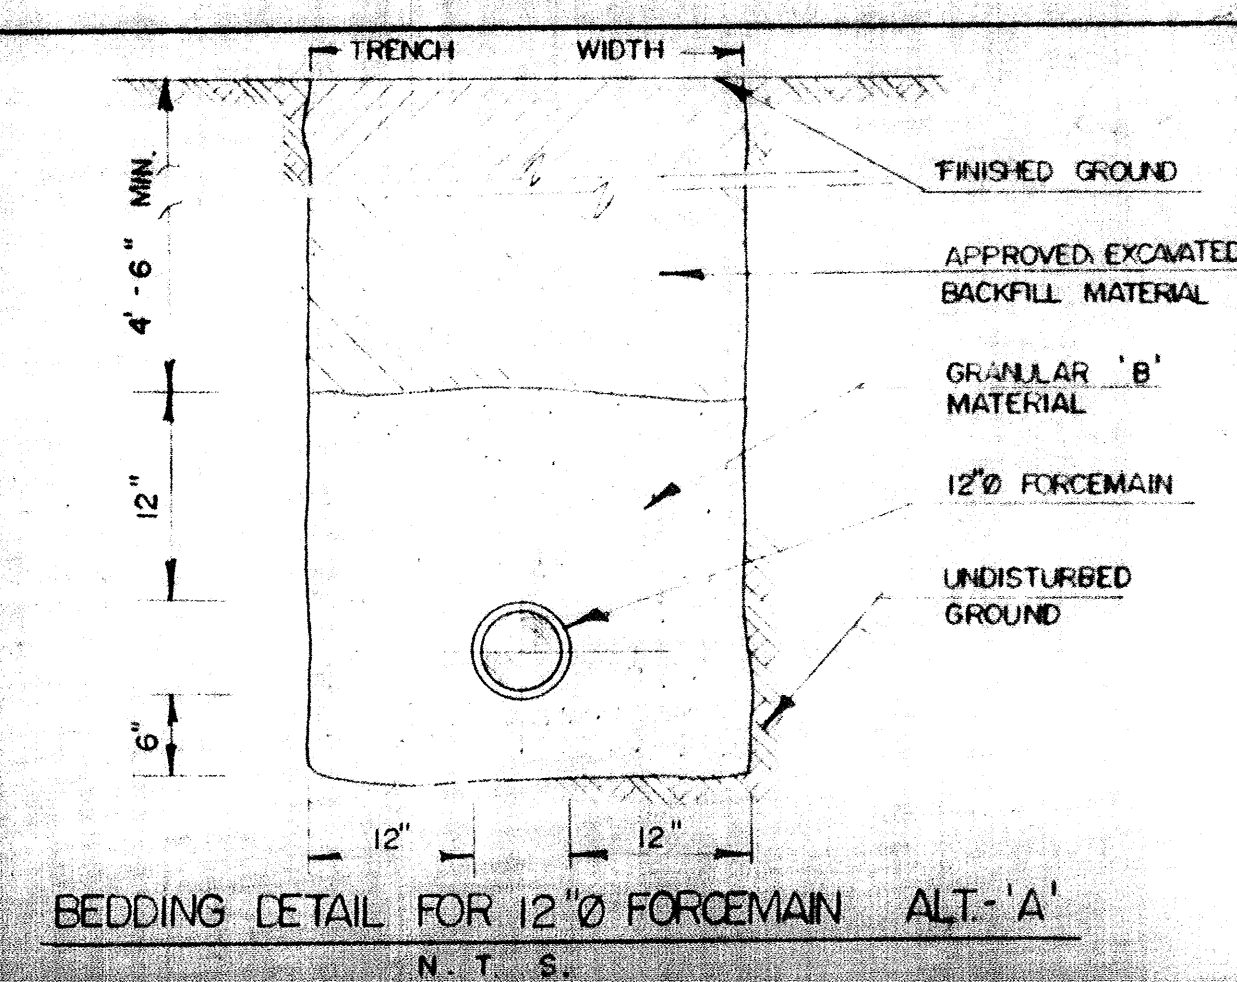 TRENCH WIDTH
FINISHED GROUND
4'-6" MIN.
APPROVED EXCAVATED
BACKFILL MATERIAL
GRANULAR 'B'
MATERIAL
12"
12"Ø FORCEMAIN
UNDISTURBED
GROUND
6"
12" 12"
BEDDING DETAIL FOR 12"Ø FORCEMAIN ALT.-'A'
N. T. S.